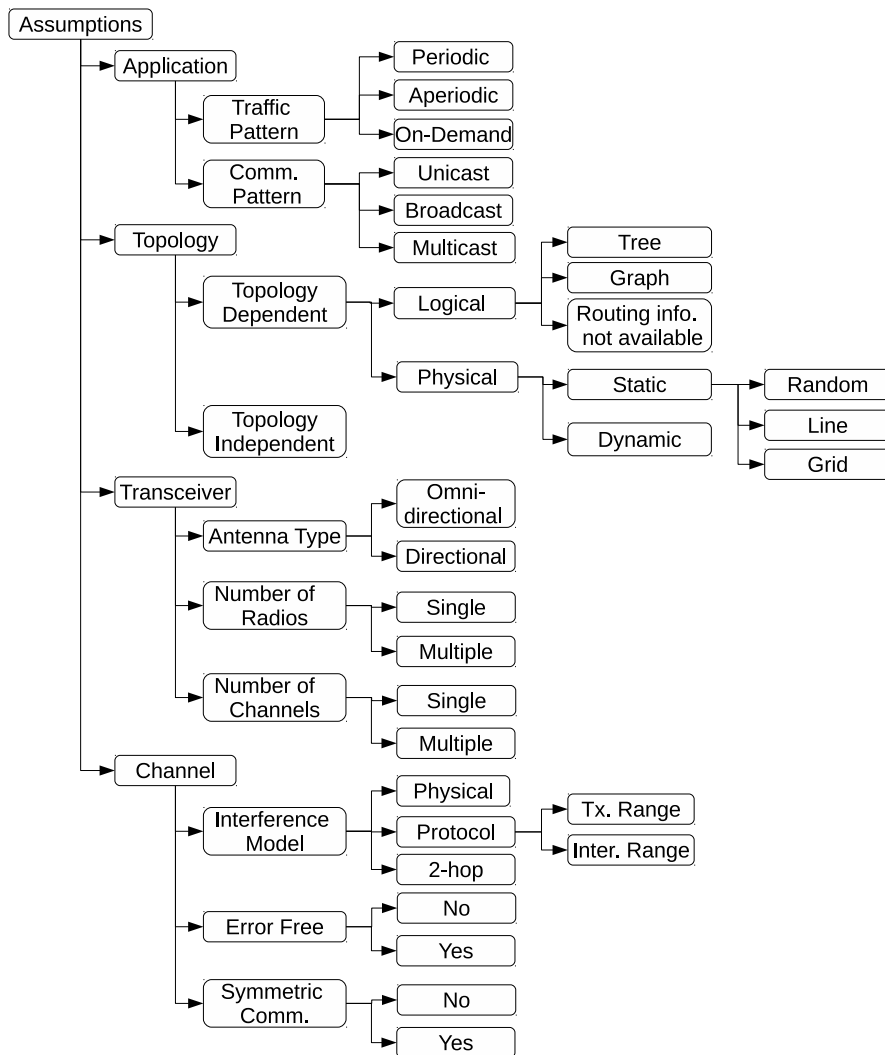 Assumptions
Application
Traffic
Pattern
Periodic
Aperiodic
On-Demand
Comm.
Pattern
Unicast
Broadcast
Multicast
Topology
Topology
Dependent
Logical
Tree
Graph
Routing info.
not available
Physical
Static
Random
Line
Grid
Dynamic
Topology
Independent
Transceiver
Antenna Type
Omni-
directional
Directional
Number of
Radios
Single
Multiple
Number of
Channels
Single
Multiple
Channel
Interference
Model
Physical
Protocol
Tx. Range
Inter. Range
2-hop
Error Free
No
Yes
Symmetric
Comm.
No
Yes